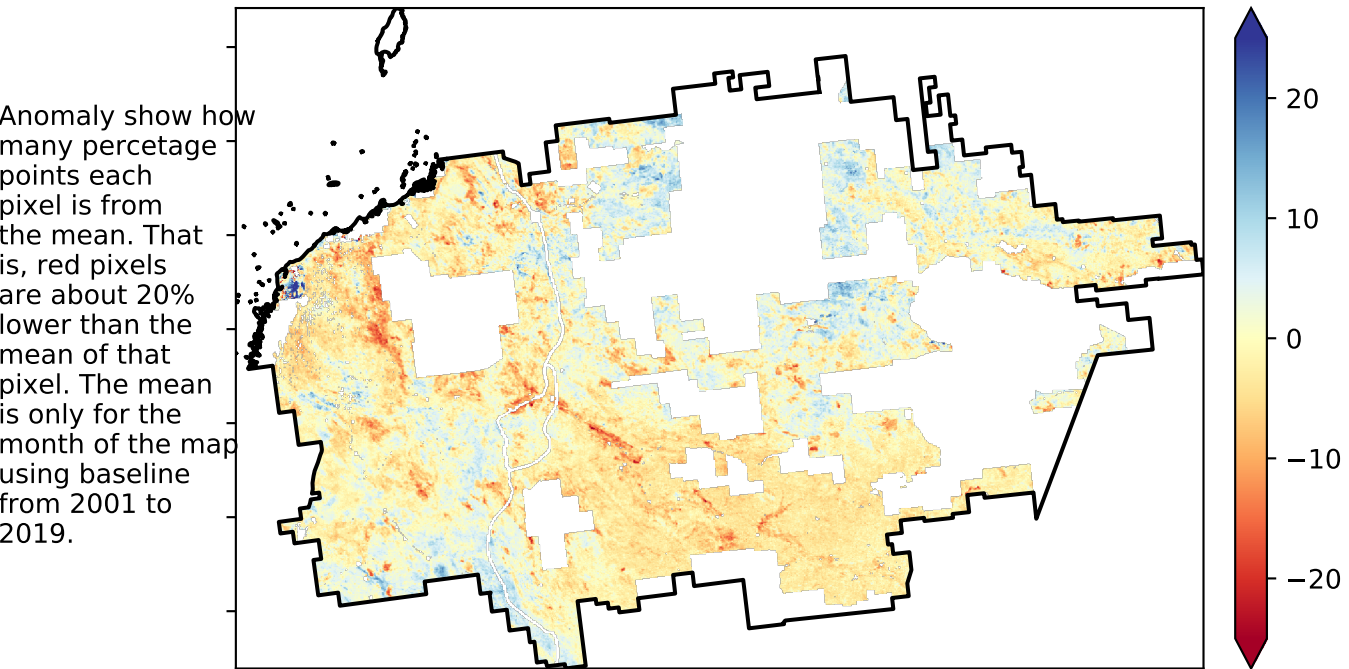 Anomaly show how
many percetage
points each
pixel is from
the mean. That
is, red pixels
are about 20%
lower than the
mean of that
pixel. The mean
is only for the
month of the map
using baseline
from 2001 to
2019.
20
10
0
−10
−20